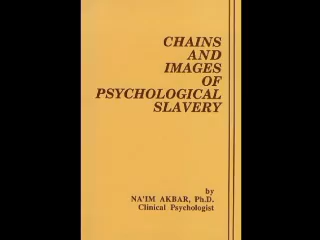 CHAINS
AND
IMAGES
OF
PSYCHOLOGICAL
SLAVERY
by
NA'IM AKBAR, Ph.D.
Clinical Psychologist